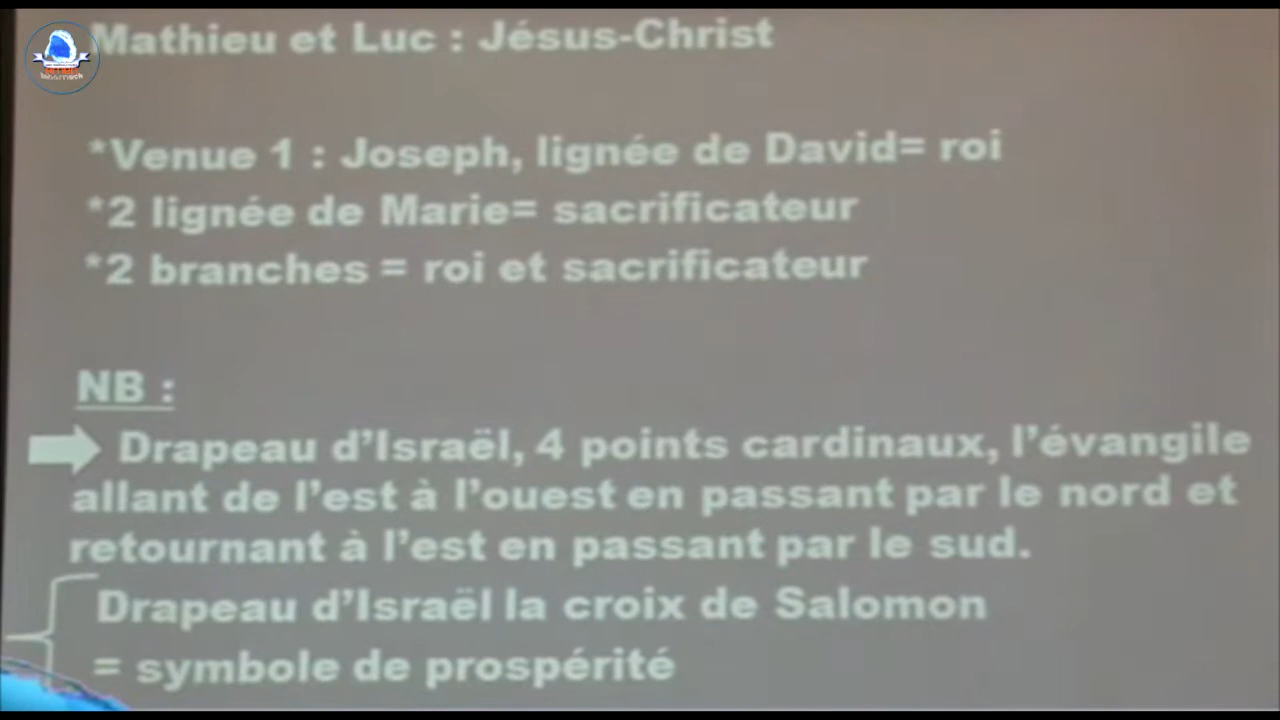 Mathieu et Luc : Jésus-Christ
*Venue 1 : Joseph, lignée de David= roi
*2 lignée de Marie= sacrificateur
*2 branches = roi et sacrificateur
NB :
Drapeau d’Israël, 4 points cardinaux, l’évangile
allant de l’est à l’ouest en passant par le nord et
retournant à l’est en passant par le sud.
Drapeau d’Israël la croix de Salomon
= symbole de prospérité